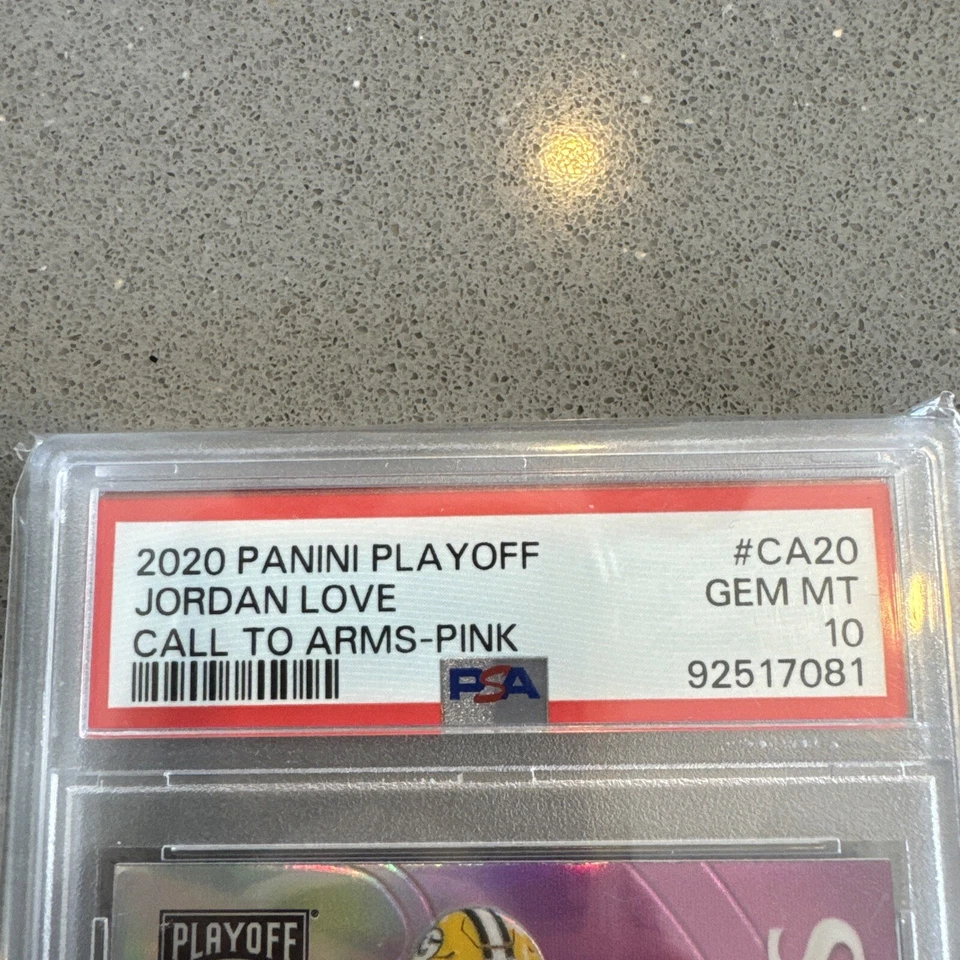 2020 PANINI PLAYOFF #CA20
JORDAN LOVE GEM MT
CALL TO ARMS-PINK 10
PSA 92517081
PLAYOFF
G
S